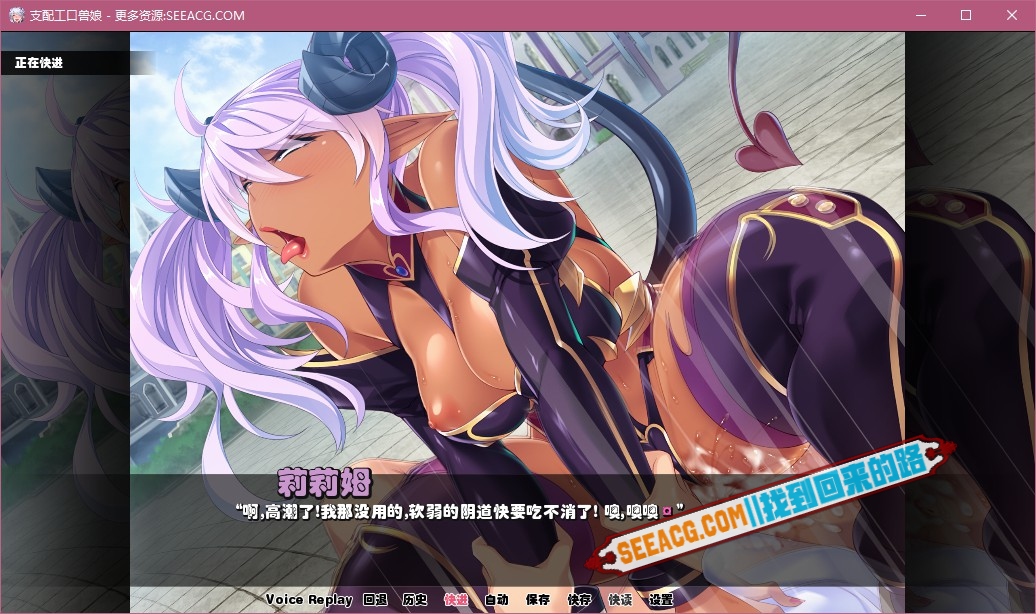 支配工口兽娘 - 更多资源:SEEACG.COM
正在快进
莉莉姆
“啊,高潮了!我那没用的,软弱的阴道快要吃不消了! 噢,噢噢¤”
SEEACG.COM||找到回来的路
Voice Replay 回退 历史 快进 自动 保存 快存 快读 设置